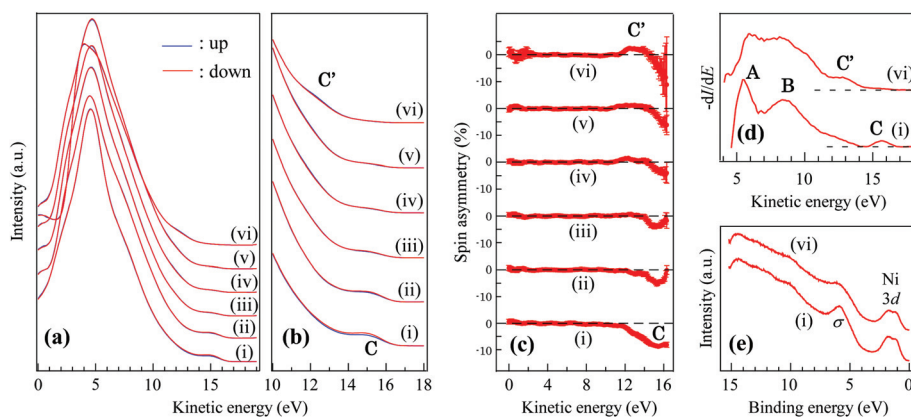 : up
: down
Intensity (a.u.)
(vi)
(v)
(iv)
(iii)
(ii)
(i)
(a)
0 5 10 15
C'
(vi)
(v)
(iv)
(iii)
(ii)
(i)
C
(b)
10 12 14 16 18
Kinetic energy (eV)
Spin asymmetry (%)
C'
0
-10
(vi)
0
-10
(v)
0
-10
(iv)
0
-10
(iii)
0
-10
(ii)
0
-10
(i)
C
(c)
0 4 8 12 16
Kinetic energy (eV)
-dI/dE
A
B
C'
(vi)
C
(i)
(d)
5 10 15
Kinetic energy (eV)
Intensity (a.u.)
(vi)
(i)
σ
Ni
3d
(e)
15 10 5 0
Binding energy (eV)